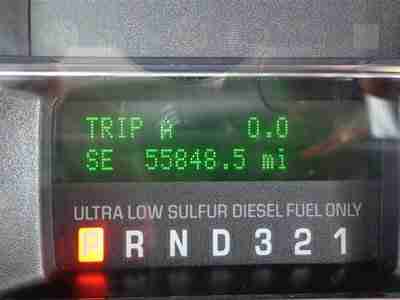 TRIP A 0.0
SE 55848.5 mi
ULTRA LOW SULFUR DIESEL FUEL ONLY
P R N D 3 2 1